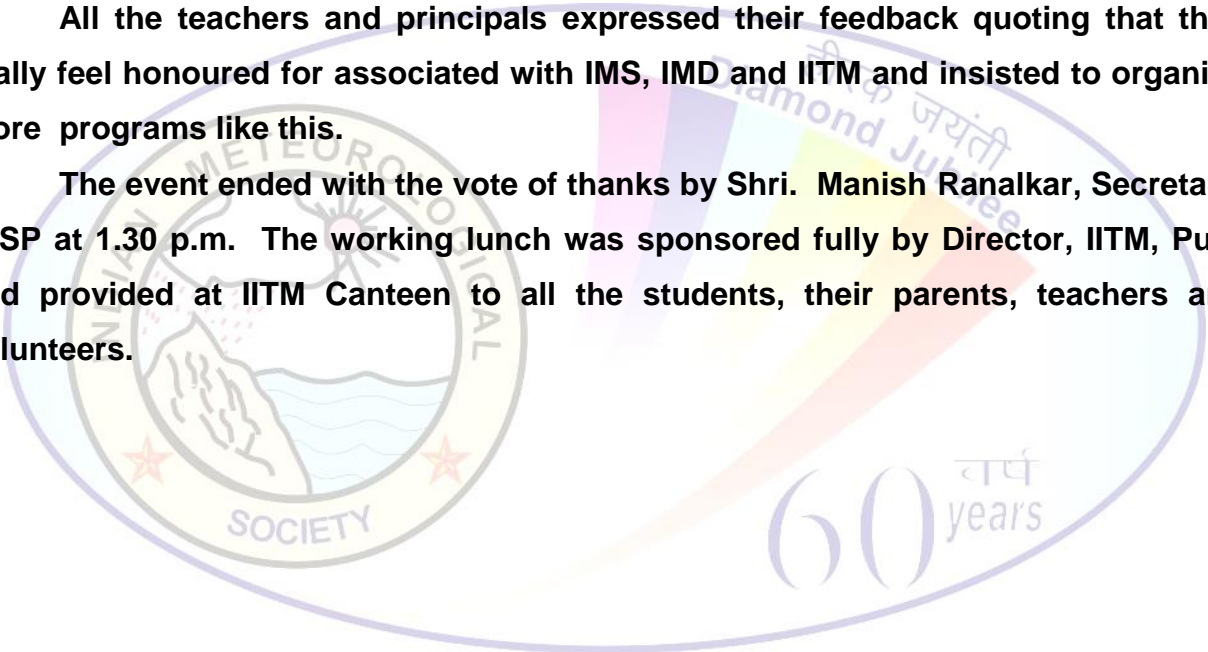 All the teachers and principals expressed their feedback quoting that th
ally feel honoured for associated with IMS, IMD and IITM and insisted to organi
ore programs like this.
The event ended with the vote of thanks by Shri. Manish Ranalkar, Secreta
SP at 1.30 p.m. The working lunch was sponsored fully by Director, IITM, Pu
d provided at IITM Canteen to all the students, their parents, teachers a
lunteers.
हीरक जयंती
Diamond Jubilee
INDIAN METEOROLOGICAL
SOCIETY
60 वर्ष
years